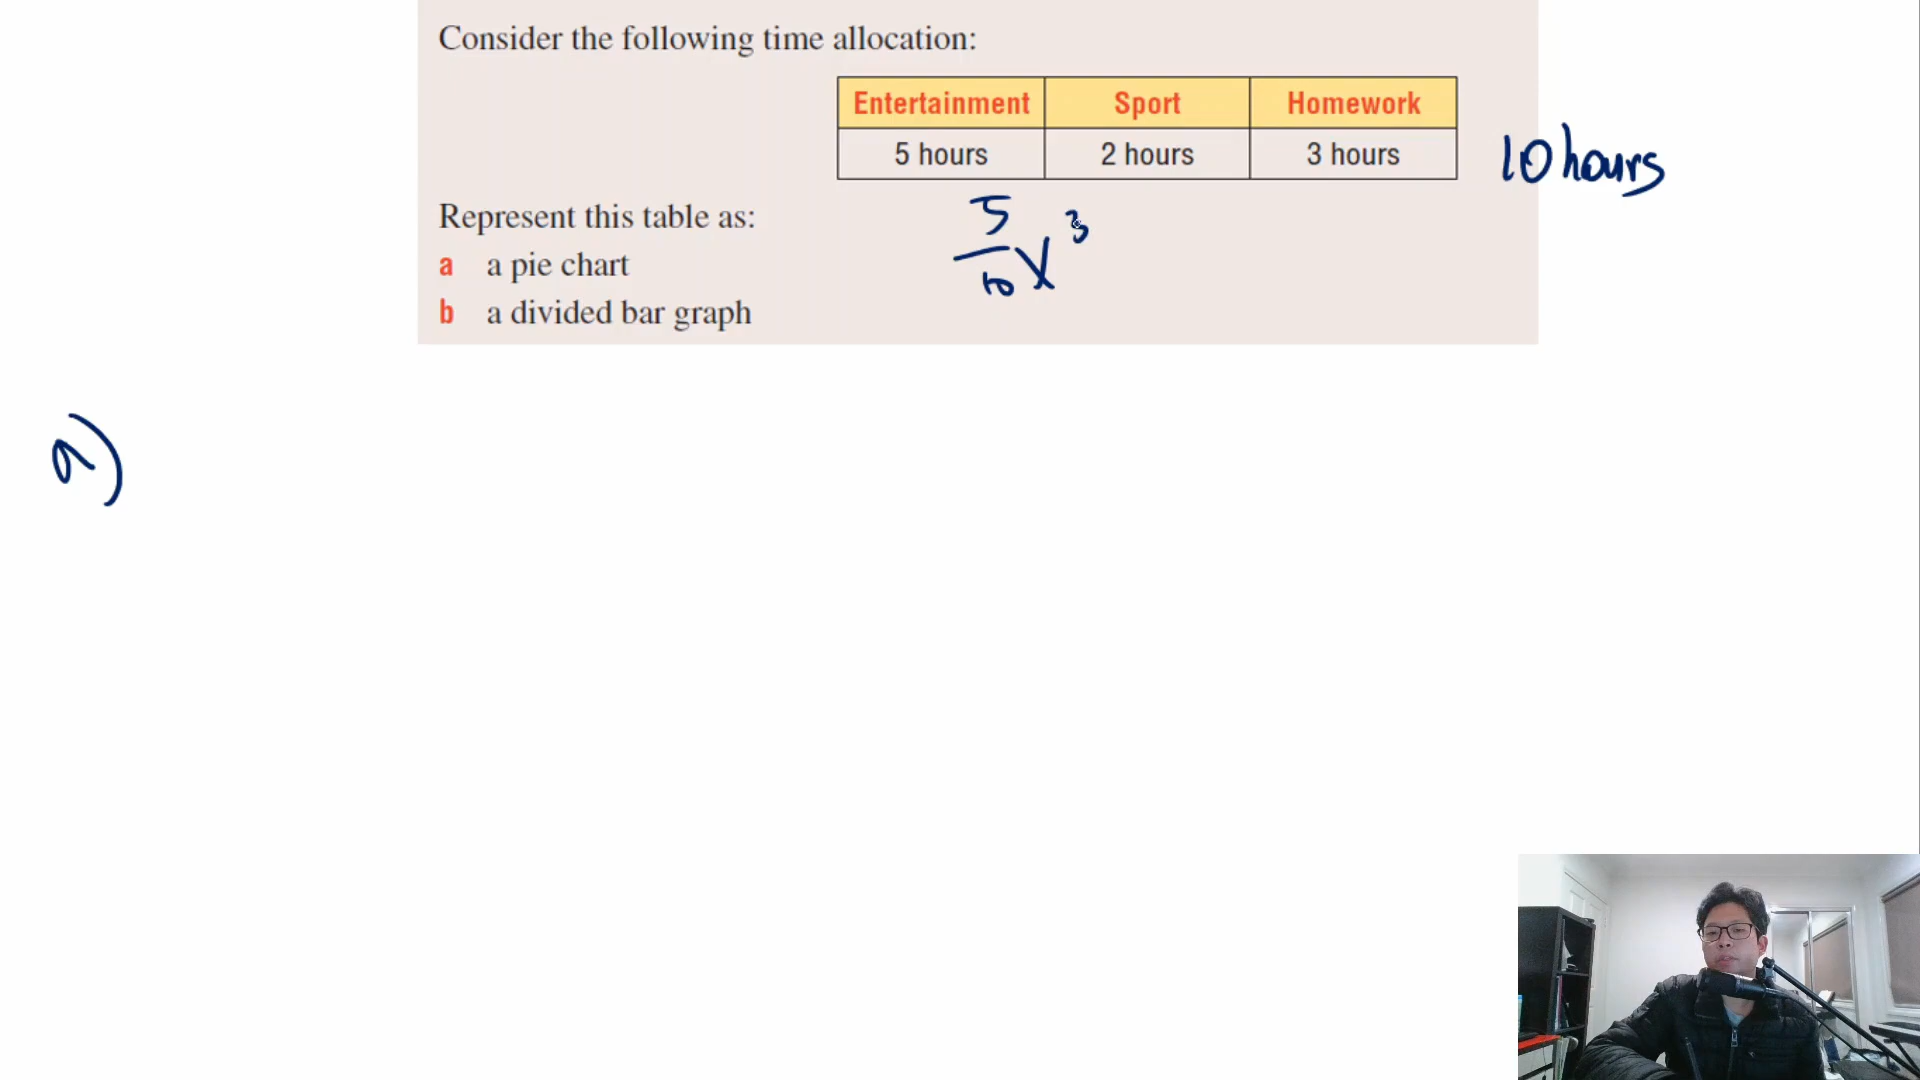 Consider the following time allocation:
Entertainment Sport Homework
5 hours 2 hours 3 hours
10 hours
Represent this table as:
5
10 × 3
a a pie chart
b a divided bar graph
a)